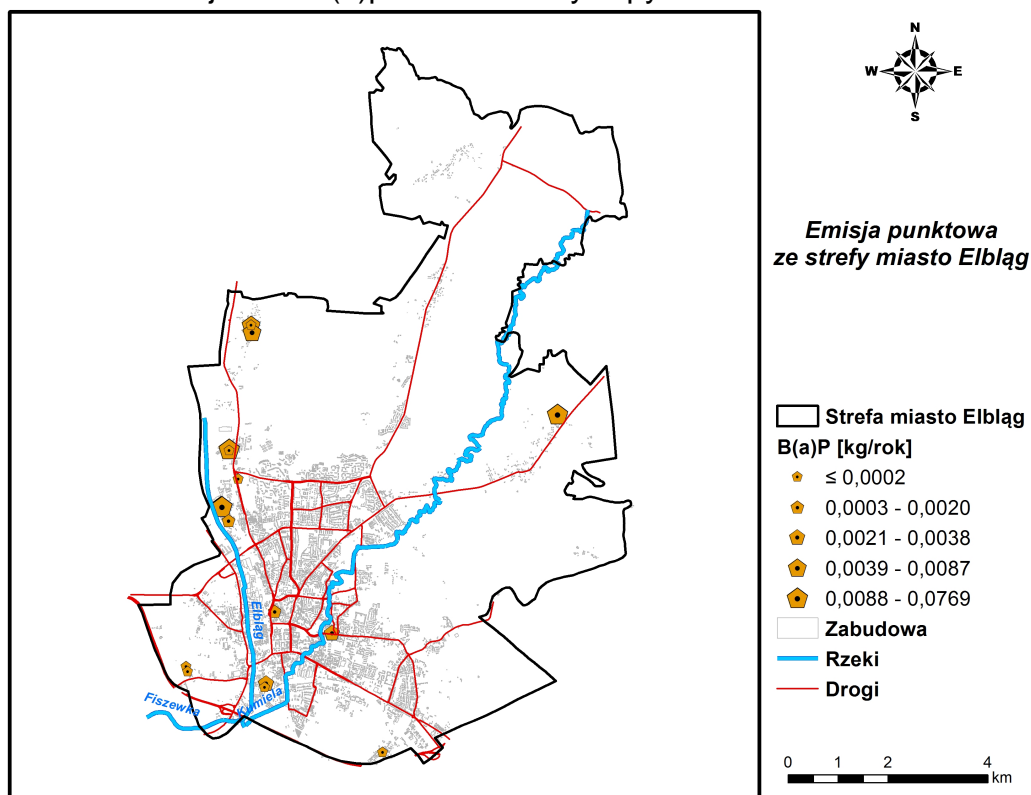 N
W E
S
Emisja punktowa
ze strefy miasto Elbląg
Strefa miasto Elbląg
B(a)P [kg/rok]
≤ 0,0002
0,0003 - 0,0020
0,0021 - 0,0038
0,0039 - 0,0087
0,0088 - 0,0769
Zabudowa
Rzeki
Drogi
Elbląg
Fiszewka
Kumiela
0 1 2 4
km